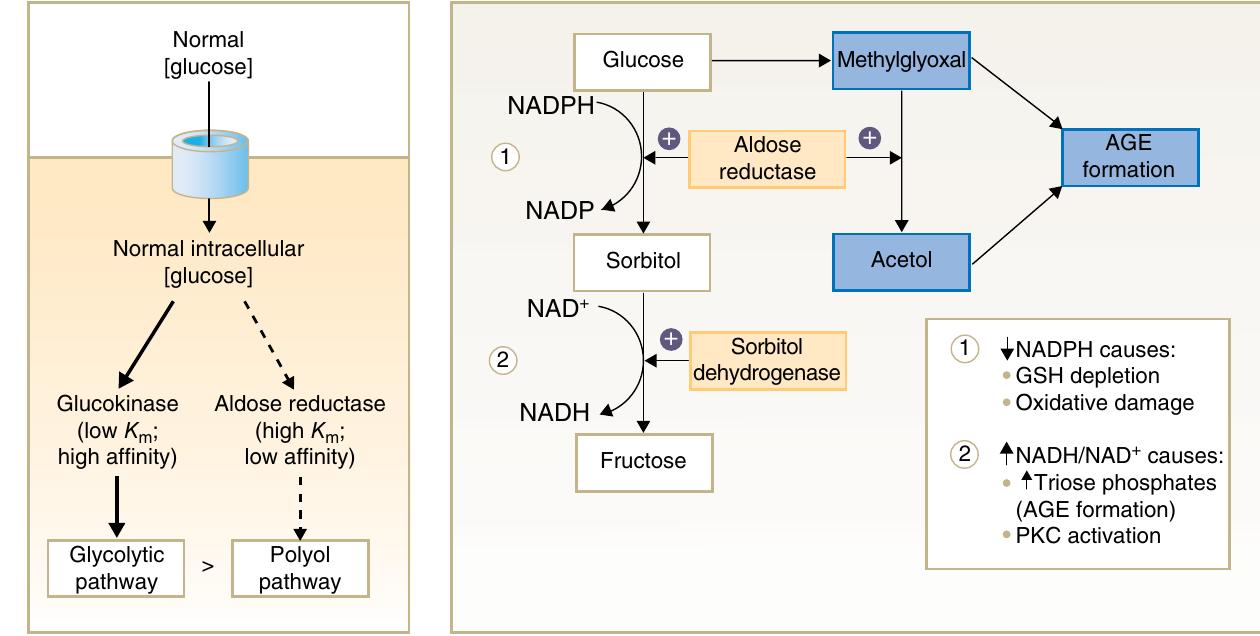 Normal
[glucose]
Normal intracellular
[glucose]
Glucokinase
(low Km;
high affinity)
Aldose reductase
(high Km;
low affinity)
Glycolytic
pathway
>
Polyol
pathway
Glucose
Methylglyoxal
NADPH
+
+
1
Aldose
reductase
AGE
formation
NADP
Sorbitol
Acetol
NAD⁺
+
2
Sorbitol
dehydrogenase
NADH
Fructose
1 ↓NADPH causes:
• GSH depletion
• Oxidative damage
2 ↑NADH/NAD⁺ causes:
• ↑Triose phosphates
(AGE formation)
• PKC activation